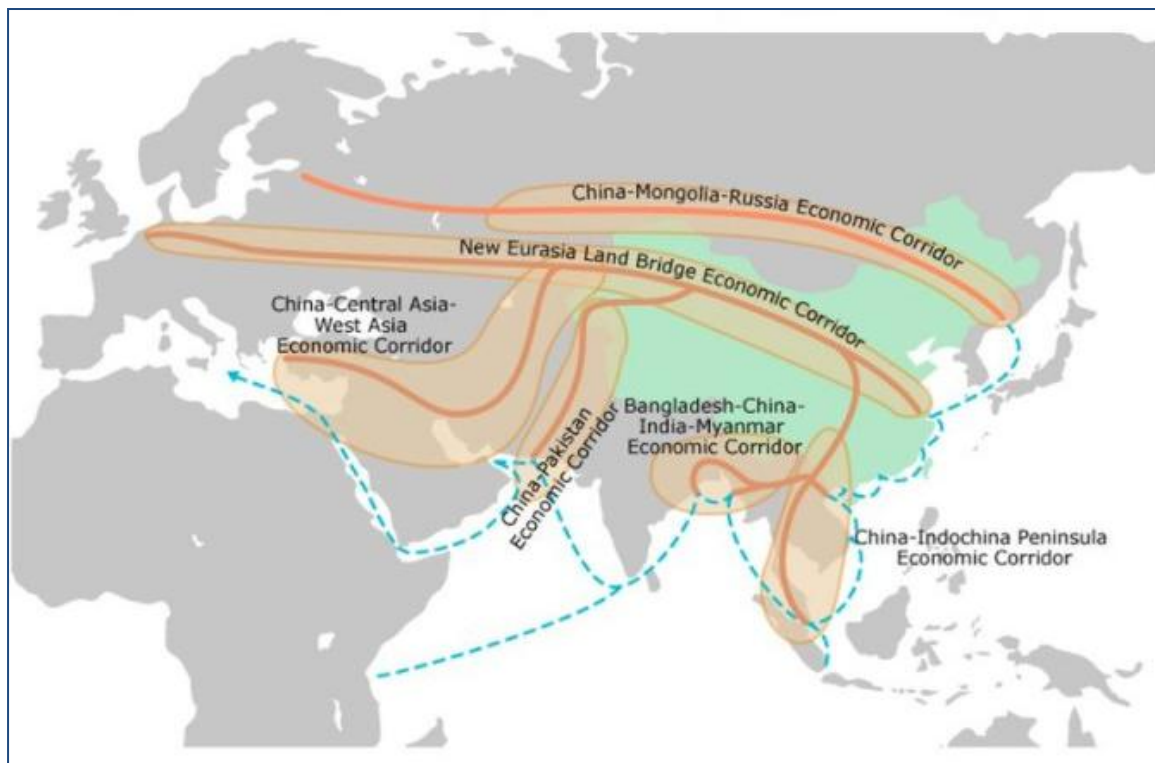 China-Mongolia-Russia Economic Corridor
New Eurasia Land Bridge Economic Corridor
China-Central Asia-
West Asia
Economic Corridor
China-Pakistan
Economic Corridor
Bangladesh-China-
India-Myanmar
Economic Corridor
China-Indochina Peninsula
Economic Corridor